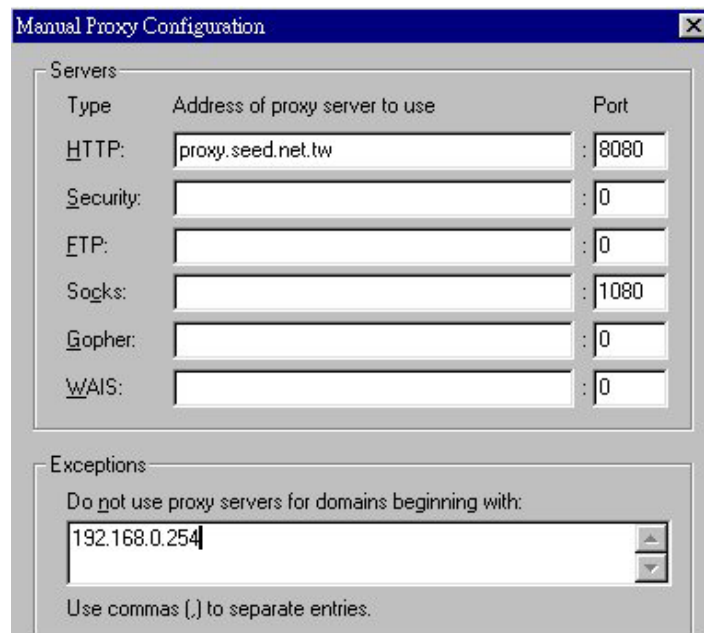 Manual Proxy Configuration
Servers
Type Address of proxy server to use Port
HTTP: proxy.seed.net.tw : 8080
Security: : 0
FTP: : 0
Socks: : 1080
Gopher: : 0
WAIS: : 0
Exceptions
Do not use proxy servers for domains beginning with:
192.168.0.254
Use commas (,) to separate entries.